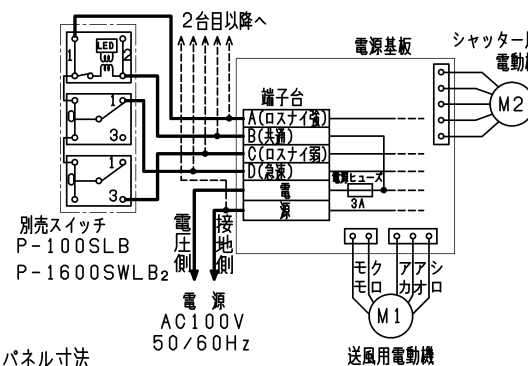 2台目以降へ
電源基板
シャッター用
電動機
M2
LED
1
2
1
3
1
3
端子台
A(ロスナイ強)
B(共通)
C(ロスナイ弱)
D(急速)
電
源
電源ヒューズ
3A
別売スイッチ
P-100SLB
P-1600SWLB₂
電圧側
接地側
電源
AC100V
50/60Hz
モモ
クロ
アカ
アオ
シロ
M1
送風用電動機
パネル寸法